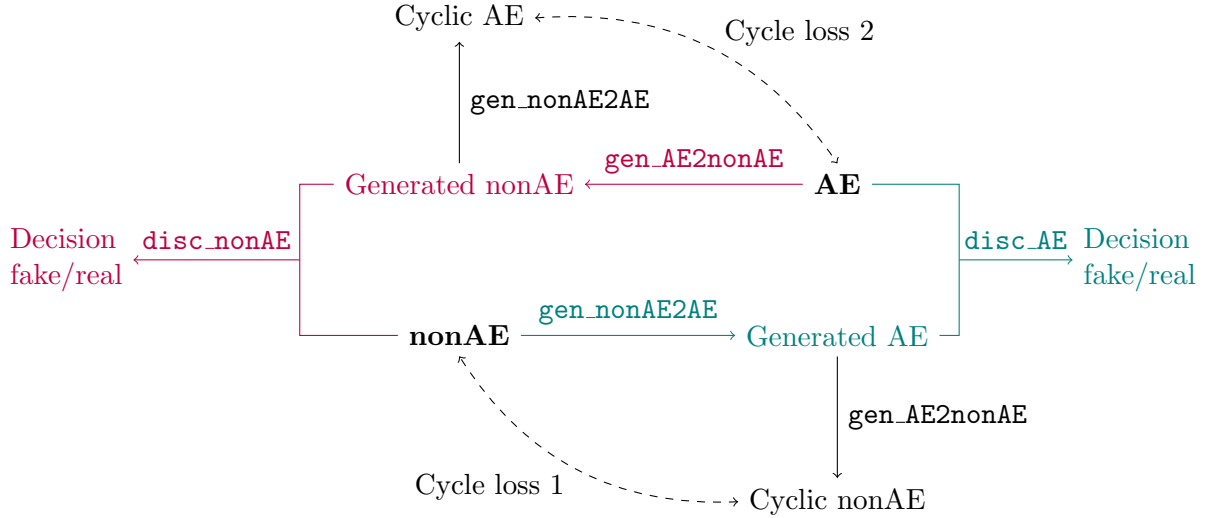 Cyclic AE
Cycle loss 2
gen_nonAE2AE
gen_AE2nonAE
Generated nonAE
AE
Decision
fake/real
disc_nonAE
disc_AE
Decision
fake/real
gen_nonAE2AE
nonAE
Generated AE
gen_AE2nonAE
Cycle loss 1
Cyclic nonAE